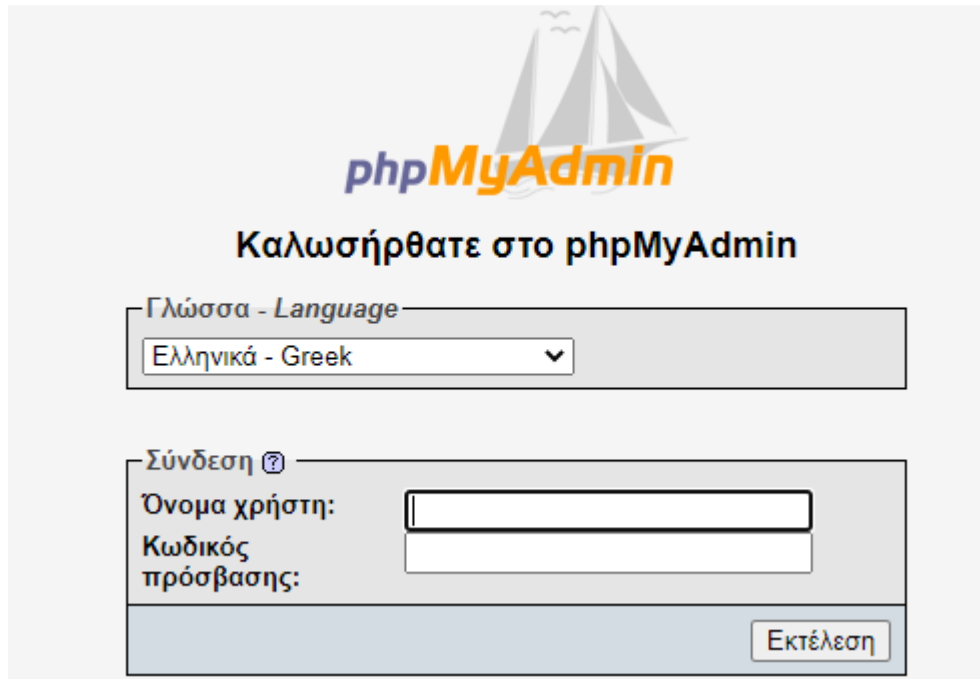 phpMyAdmin
Καλωσήρθατε στο phpMyAdmin
Γλώσσα - Language
Ελληνικά - Greek
Σύνδεση ?
Όνομα χρήστη:
Κωδικός
πρόσβασης:
Εκτέλεση